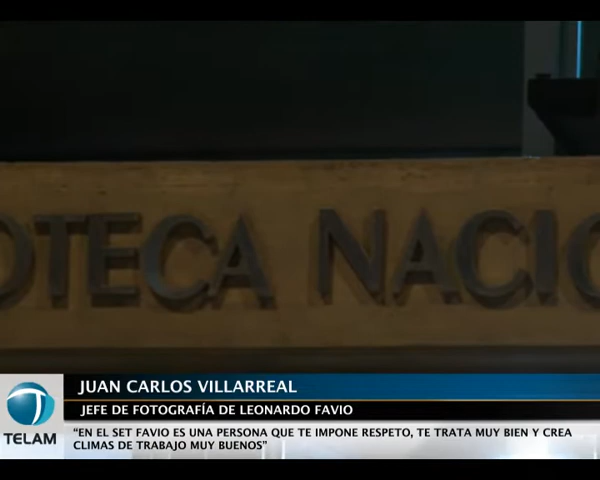 OTECA NACIO
JUAN CARLOS VILLARREAL
JEFE DE FOTOGRAFÍA DE LEONARDO FAVIO
TELAM
“EN EL SET FAVIO ES UNA PERSONA QUE TE IMPONE RESPETO, TE TRATA MUY BIEN Y CREA
CLIMAS DE TRABAJO MUY BUENOS”